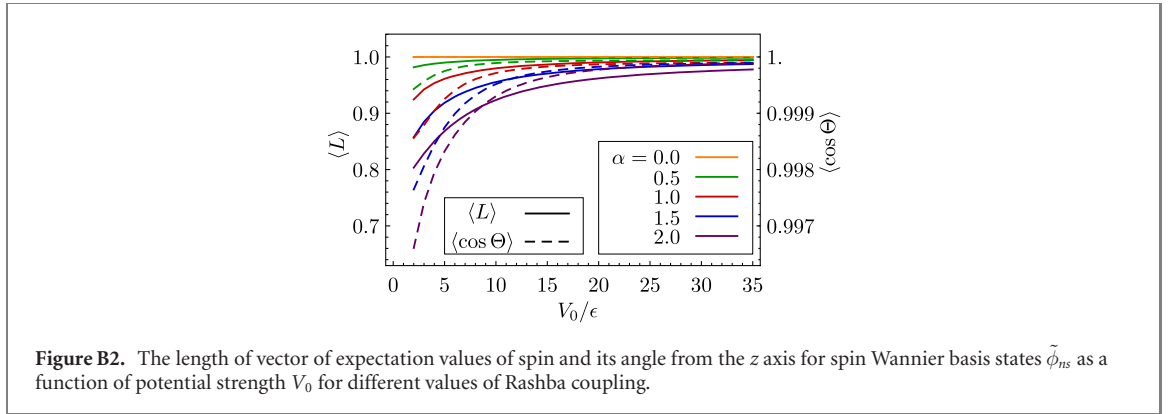 1.0
0.9
0.8
0.7
⟨L⟩
1.
0.999
0.998
0.997
⟨cos Θ⟩
α = 0.0
0.5
1.0
1.5
2.0
⟨L⟩
⟨cos Θ⟩
0 5 10 15 20 25 30 35
V₀/ϵ
Figure B2. The length of vector of expectation values of spin and its angle from the z axis for spin Wannier basis states ϕ̃ₙₛ as a
function of potential strength V₀ for different values of Rashba coupling.